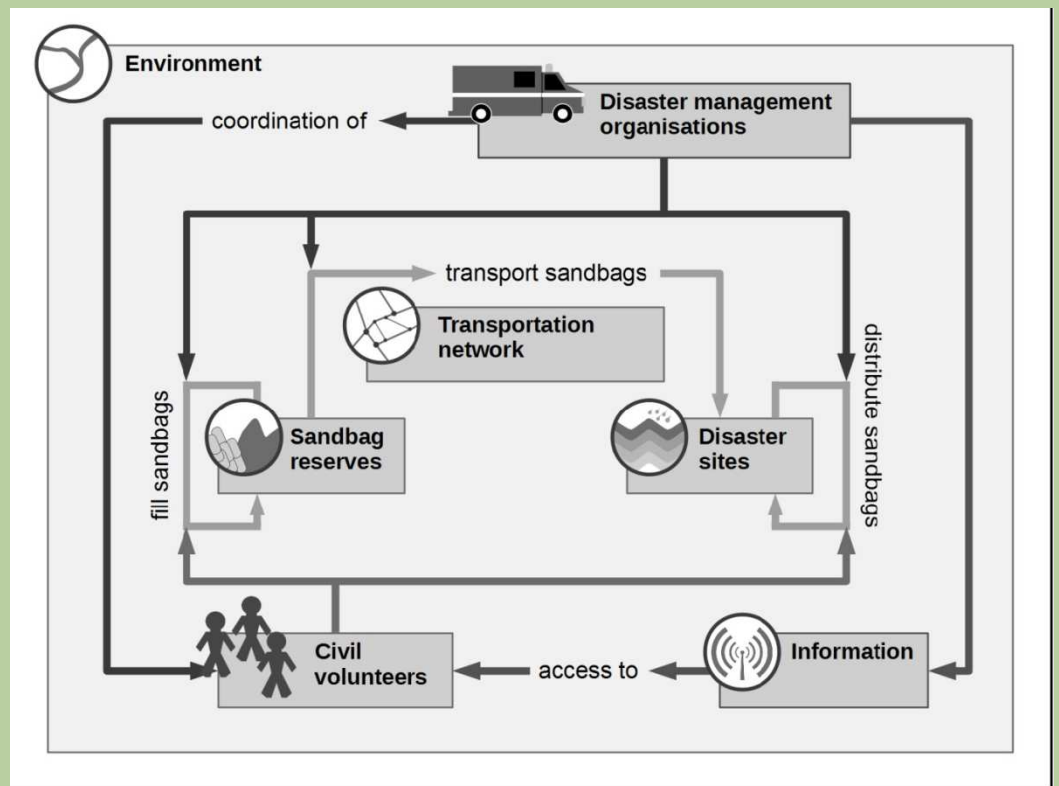 Environment
Disaster management
organisations
coordination of
transport sandbags
Transportation
network
distribute sandbags
fill sandbags
Sandbag
reserves
Disaster
sites
Civil
volunteers
access to
Information